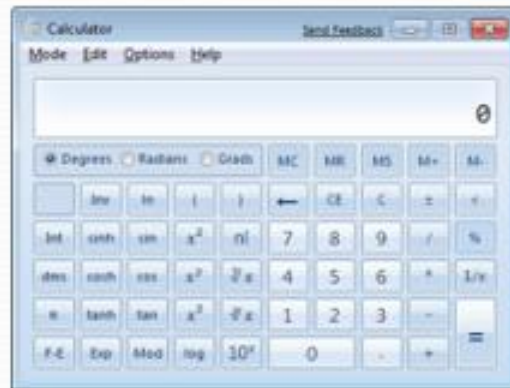 Calculator Send Feedback
Mode Edit Options Help
0
Degrees Radians Grads MC MR MS M+ M-
Inv ln ( ) ← CE C ±
Int sinh sin x² n! 7 8 9 / %
dms cosh cos 4 5 6 * 1/x
π tanh tan 1 2 3 - =
F-E Exp Mod log 10ˣ 0 . +